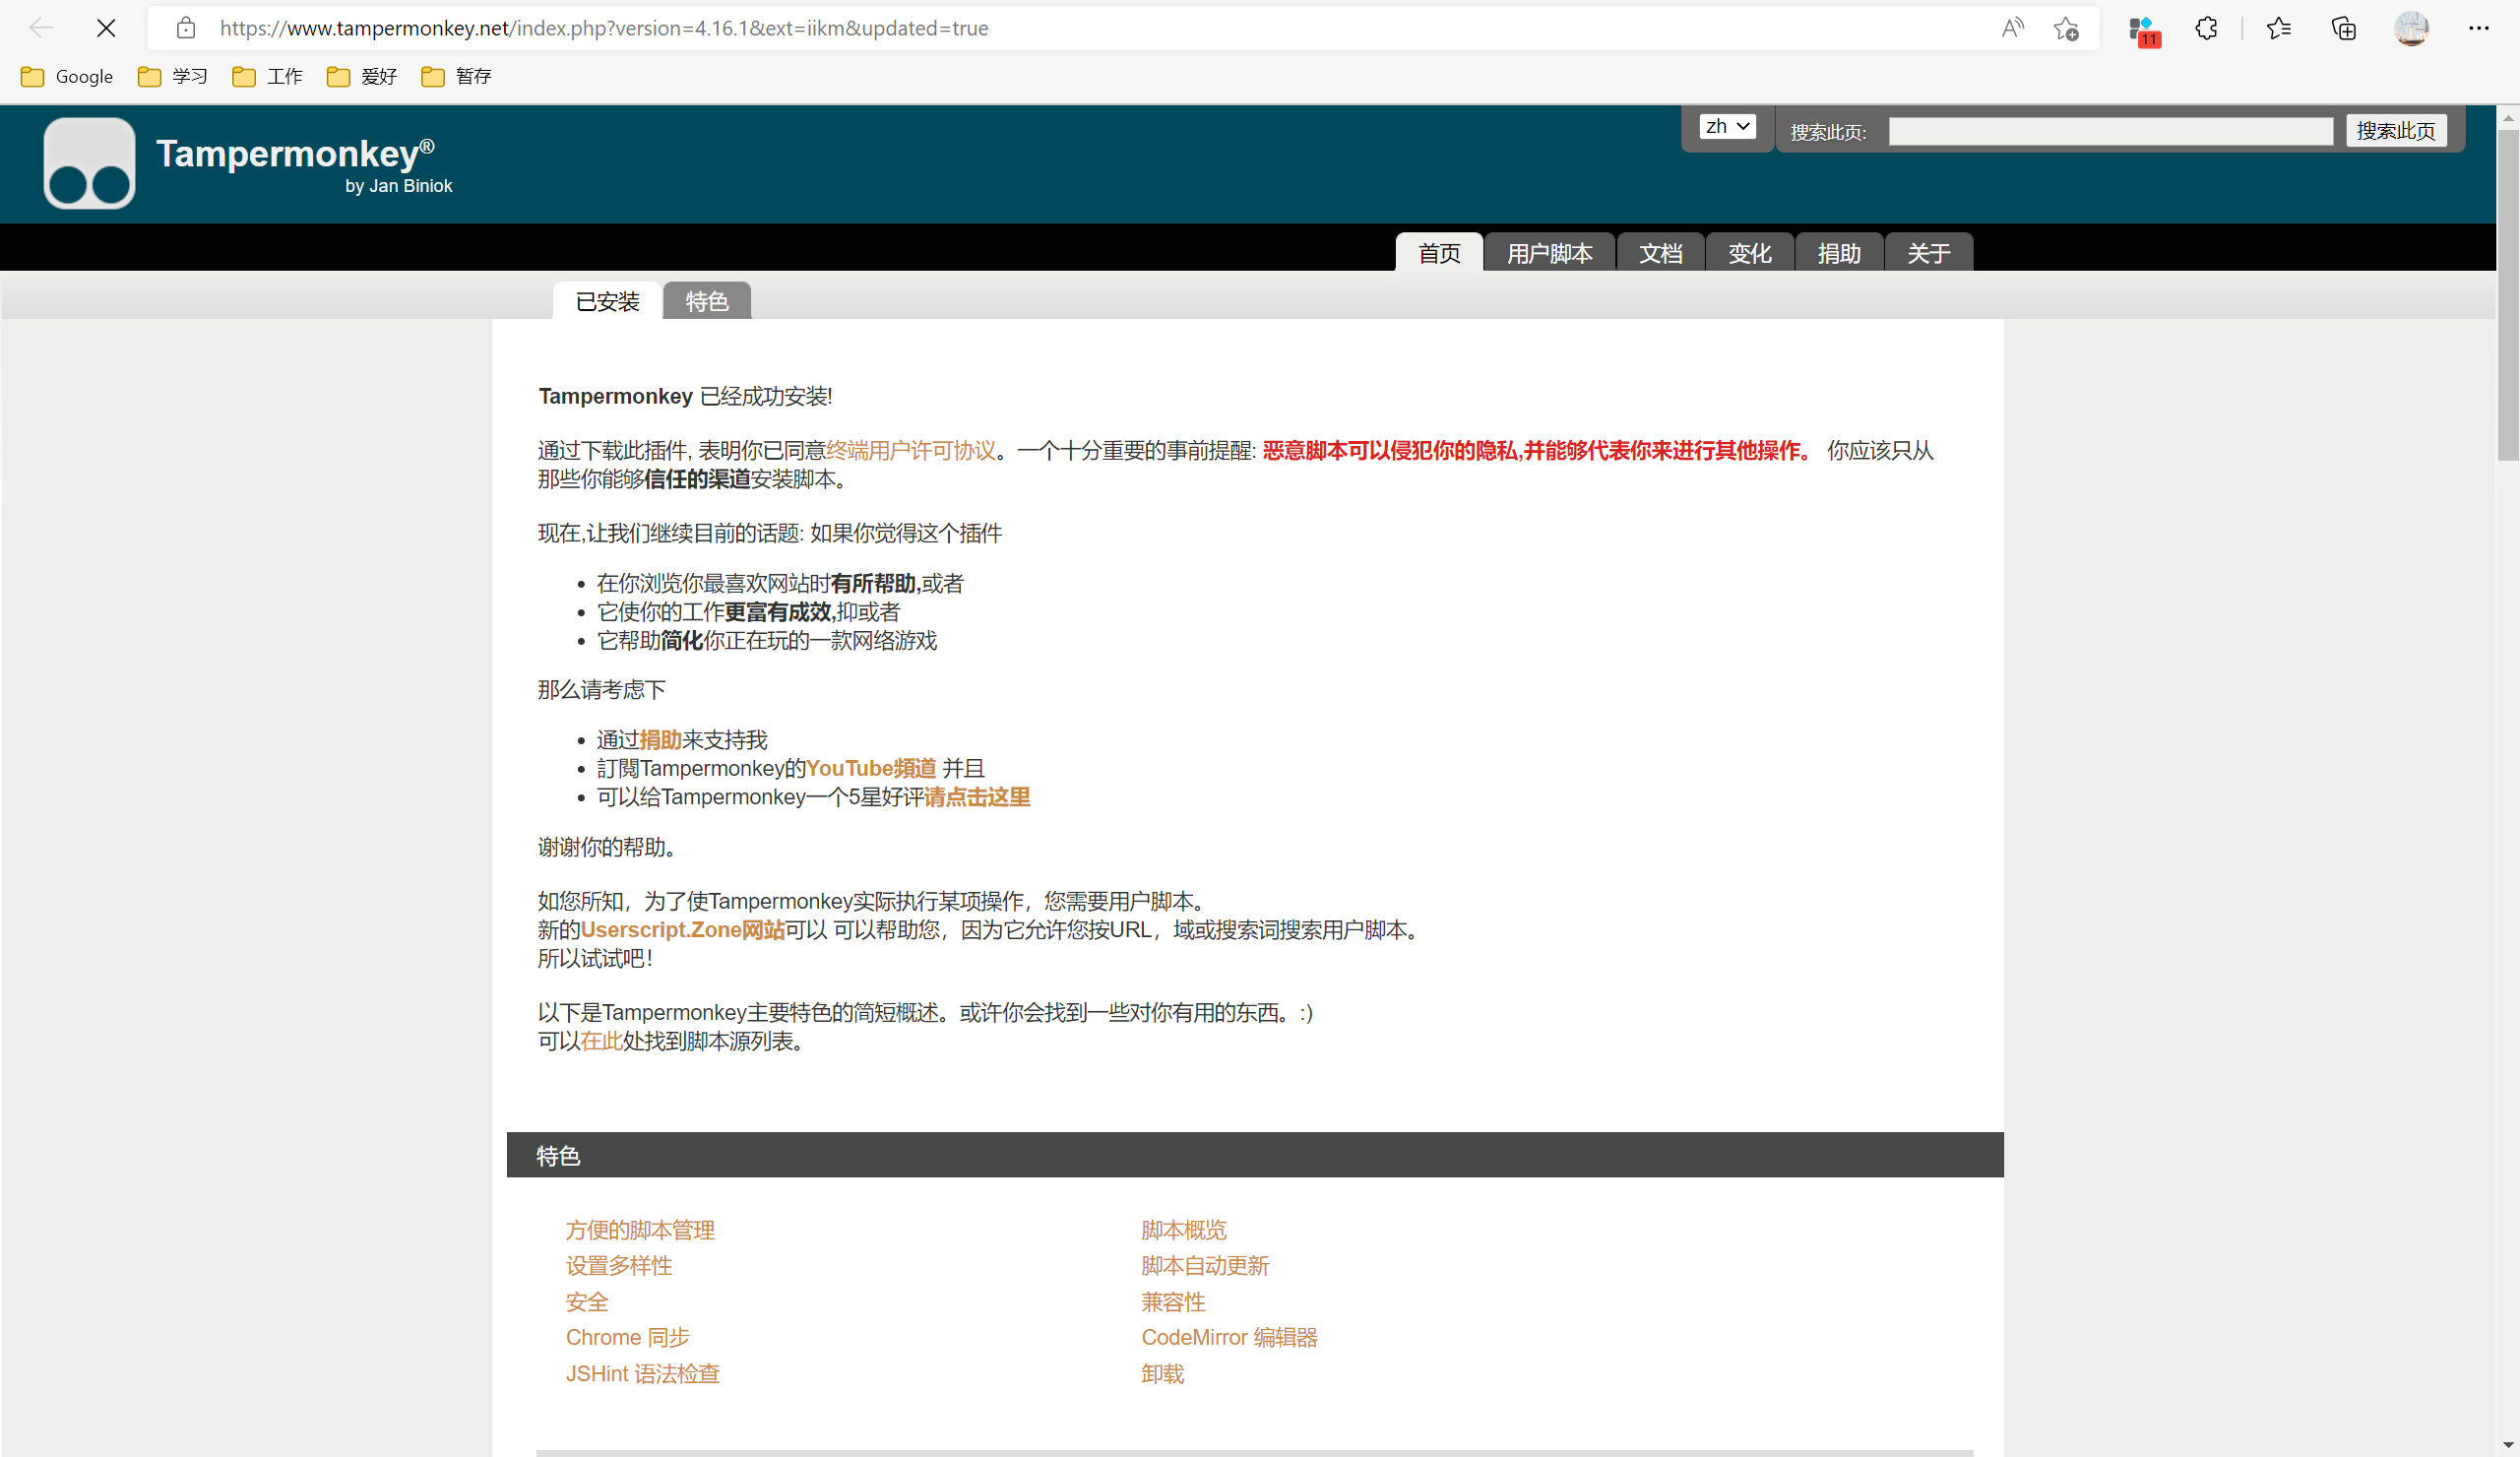 https://www.tampermonkey.net/index.php?version=4.16.1&ext=iikm&updated=true
11
Google 学习 工作 爱好 暂存
Tampermonkey®
by Jan Biniok
zh 搜索此页: 搜索此页
首页 用户脚本 文档 变化 捐助 关于
已安装 特色
Tampermonkey 已经成功安装!
通过下载此插件, 表明你已同意终端用户许可协议。一个十分重要的事前提醒: 恶意脚本可以侵犯你的隐私,并能够代表你来进行其他操作。 你应该只从
那些你能够信任的渠道安装脚本。
现在,让我们继续目前的话题: 如果你觉得这个插件
• 在你浏览你最喜欢网站时有所帮助,或者
• 它使你的工作更富有成效,抑或者
• 它帮助简化你正在玩的一款网络游戏
那么请考虑下
• 通过捐助来支持我
• 訂閱Tampermonkey的YouTube頻道 并且
• 可以给Tampermonkey一个5星好评请点击这里
谢谢你的帮助。
如您所知，为了使Tampermonkey实际执行某项操作，您需要用户脚本。
新的Userscript.Zone网站可以 可以帮助您，因为它允许您按URL，域或搜索词搜索用户脚本。
所以试试吧！
以下是Tampermonkey主要特色的简短概述。或许你会找到一些对你有用的东西。:)
可以在此处找到脚本源列表。
特色
方便的脚本管理 脚本概览
设置多样性 脚本自动更新
安全 兼容性
Chrome 同步 CodeMirror 编辑器
JSHint 语法检查 卸载